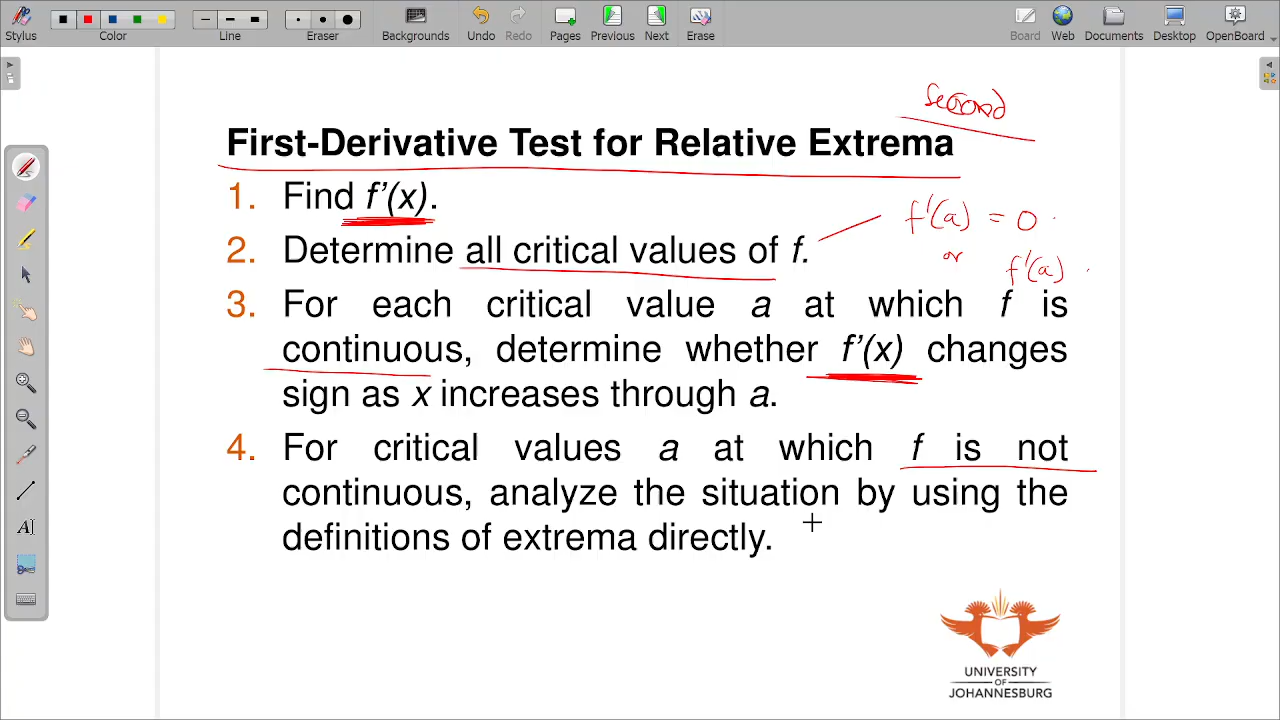 Stylus
Color
Line
Eraser
Backgrounds
Undo
Redo
Pages
Previous
Next
Erase
Board
Web
Documents
Desktop
OpenBoard
second
First-Derivative Test for Relative Extrema
1. Find f’(x).
2. Determine all critical values of f.
f'(a) = 0
or
f'(a)
3. For each critical value a at which f is
continuous, determine whether f’(x) changes
sign as x increases through a.
4. For critical values a at which f is not
continuous, analyze the situation by using the
definitions of extrema directly.
A
UNIVERSITY
OF
JOHANNESBURG